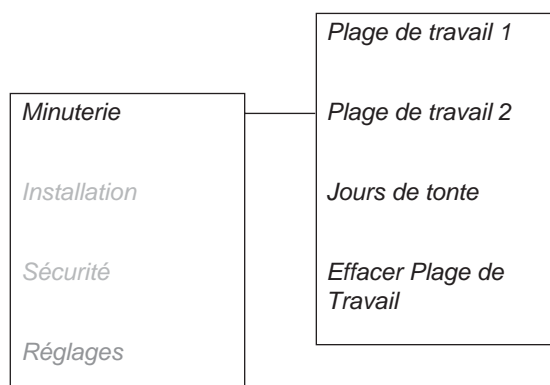 Minuterie
Installation
Sécurité
Réglages
Plage de travail 1
Plage de travail 2
Jours de tonte
Effacer Plage de
Travail